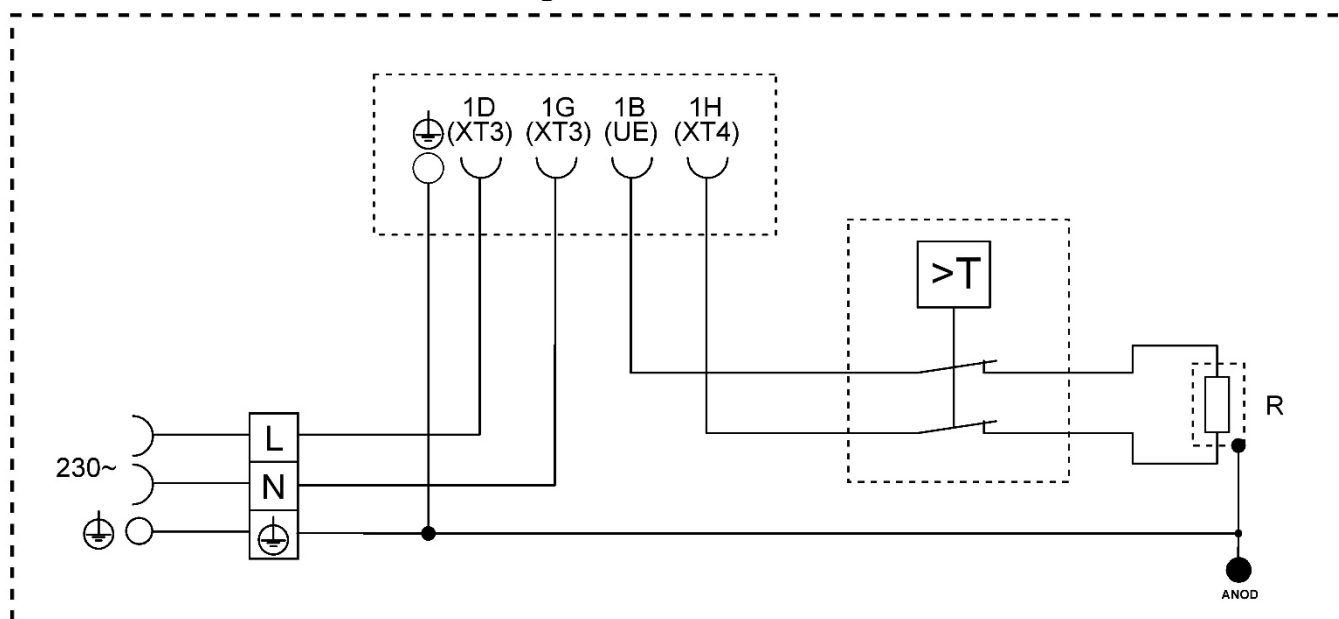 1D 1G 1B 1H
(XT3) (XT3) (UE) (XT4)
>T
R
L
230~
N
ANOD